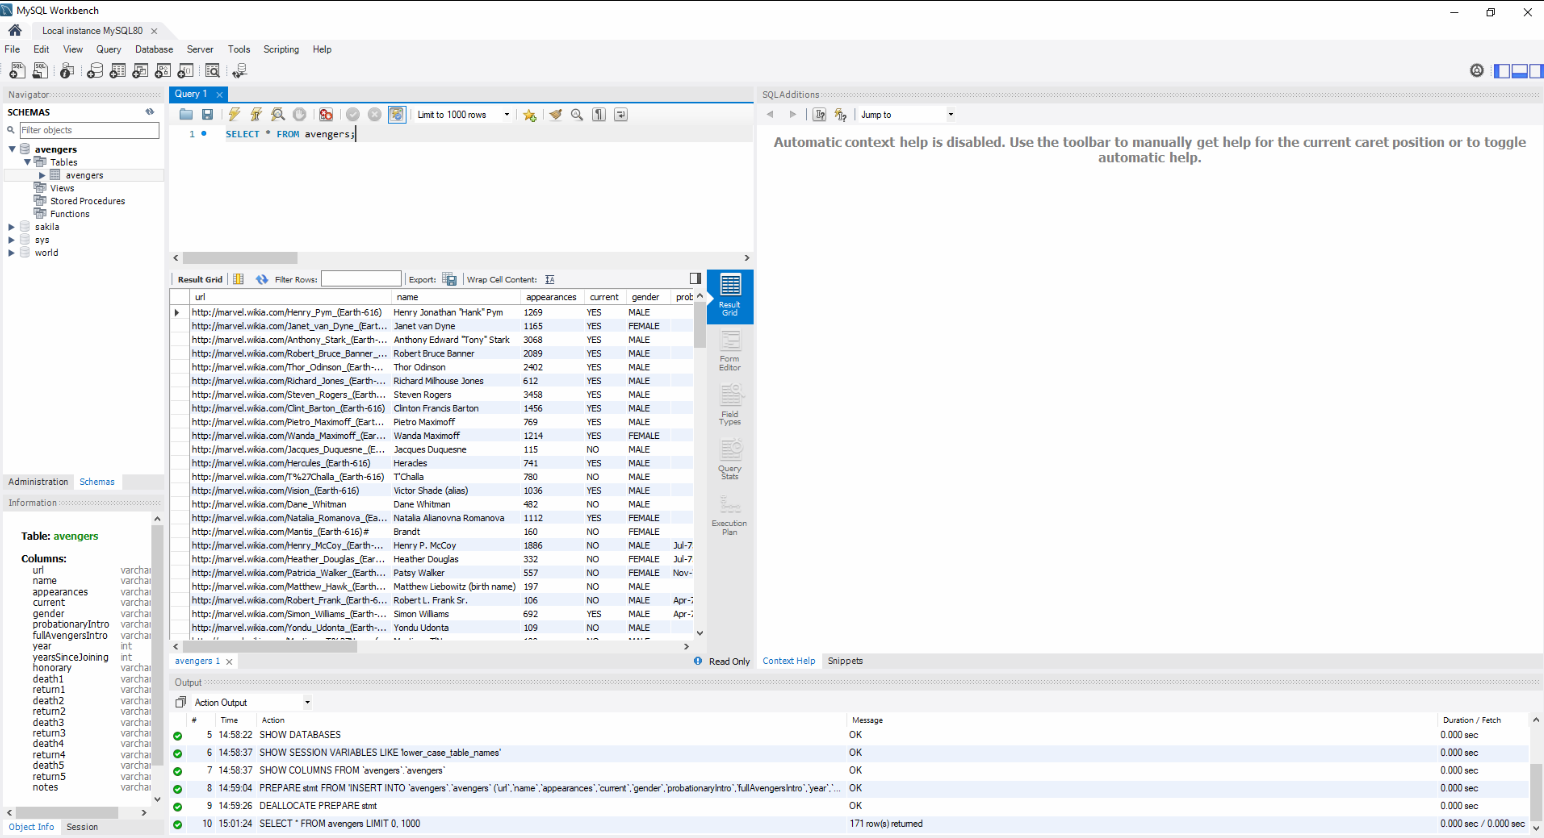 MySQL Workbench
Local instance MySQL80
File Edit View Query Database Server Tools Scripting Help
Navigator
SCHEMAS
Filter objects
avengers
Tables
avengers
Views
Stored Procedures
Functions
sakila
sys
world
Administration Schemas
Information
Table: avengers
Columns:
url varchar
name varchar
appearances varchar
current varchar
gender varchar
probationaryIntro varchar
fullAvengersIntro varchar
year int
yearsSinceJoining int
honorary varchar
death1 varchar
return1 varchar
death2 varchar
return2 varchar
death3 varchar
return3 varchar
death4 varchar
return4 varchar
death5 varchar
return5 varchar
notes varchar
Object Info Session
Query 1
Limit to 1000 rows
1 SELECT * FROM avengers;
Result Grid Filter Rows: Export: Wrap Cell Content:
url name appearances current gender prob
http://marvel.wikia.com/Henry_Pym_(Earth-616) Henry Jonathan "Hank" Pym 1269 YES MALE
http://marvel.wikia.com/Janet_van_Dyne_(Eart... Janet van Dyne 1165 YES FEMALE
http://marvel.wikia.com/Anthony_Stark_(Earth-... Anthony Edward "Tony" Stark 3068 YES MALE
http://marvel.wikia.com/Robert_Bruce_Banner_... Robert Bruce Banner 2089 YES MALE
http://marvel.wikia.com/Thor_Odinson_(Earth-... Thor Odinson 2402 YES MALE
http://marvel.wikia.com/Richard_Jones_(Earth-... Richard Milhouse Jones 612 YES MALE
http://marvel.wikia.com/Steven_Rogers_(Earth-... Steven Rogers 3458 YES MALE
http://marvel.wikia.com/Clint_Barton_(Earth-616) Clinton Francis Barton 1456 YES MALE
http://marvel.wikia.com/Pietro_Maximoff_(Eart... Pietro Maximoff 769 YES MALE
http://marvel.wikia.com/Wanda_Maximoff_(Ear... Wanda Maximoff 1214 YES FEMALE
http://marvel.wikia.com/Jacques_Duquesne_(E... Jacques Duquesne 115 NO MALE
http://marvel.wikia.com/Hercules_(Earth-616) Heracles 741 YES MALE
http://marvel.wikia.com/T%27Challa_(Earth-616) T'Challa 780 NO MALE
http://marvel.wikia.com/Vision_(Earth-616) Victor Shade (alias) 1036 YES MALE
http://marvel.wikia.com/Dane_Whitman Dane Whitman 482 NO MALE
http://marvel.wikia.com/Natalia_Romanova_(Ea... Natalia Alianovna Romanova 1112 YES FEMALE
http://marvel.wikia.com/Mantis_(Earth-616)# Brandt 160 NO FEMALE
http://marvel.wikia.com/Henry_McCoy_(Earth-... Henry P. McCoy 1886 NO MALE Jul-7
http://marvel.wikia.com/Heather_Douglas_(Ear... Heather Douglas 332 NO FEMALE Jul-7
http://marvel.wikia.com/Patricia_Walker_(Earth... Patsy Walker 557 NO FEMALE Nov-
http://marvel.wikia.com/Matthew_Hawk_(Earth... Matthew Liebowitz (birth name) 197 NO MALE
http://marvel.wikia.com/Robert_Frank_(Earth-6... Robert L. Frank Sr. 106 NO MALE Apr-7
http://marvel.wikia.com/Simon_Williams_(Earth-... Simon Williams 692 YES MALE Apr-7
http://marvel.wikia.com/Yondu_Udonta_(Earth-... Yondu Udonta 109 NO MALE
Result Grid
Form Editor
Field Types
Query Stats
Execution Plan
avengers 1
Read Only
SQLAdditions
Jump to
Automatic context help is disabled. Use the toolbar to manually get help for the current caret position or to toggle
automatic help.
Context Help Snippets
Output
Action Output
# Time Action Message Duration / Fetch
5 14:58:22 SHOW DATABASES OK 0.000 sec
6 14:58:37 SHOW SESSION VARIABLES LIKE 'lower_case_table_names' OK 0.000 sec
7 14:58:37 SHOW COLUMNS FROM `avengers`.`avengers` OK 0.000 sec
8 14:59:04 PREPARE stmt FROM 'INSERT INTO `avengers`.`avengers` (`url`,`name`,`appearances`,`current`,`gender`,`probationaryIntro`,`fullAvengersIntro`,`year`,`... OK 0.000 sec
9 14:59:26 DEALLOCATE PREPARE stmt OK 0.000 sec
10 15:01:24 SELECT * FROM avengers LIMIT 0, 1000 171 row(s) returned 0.000 sec / 0.000 sec